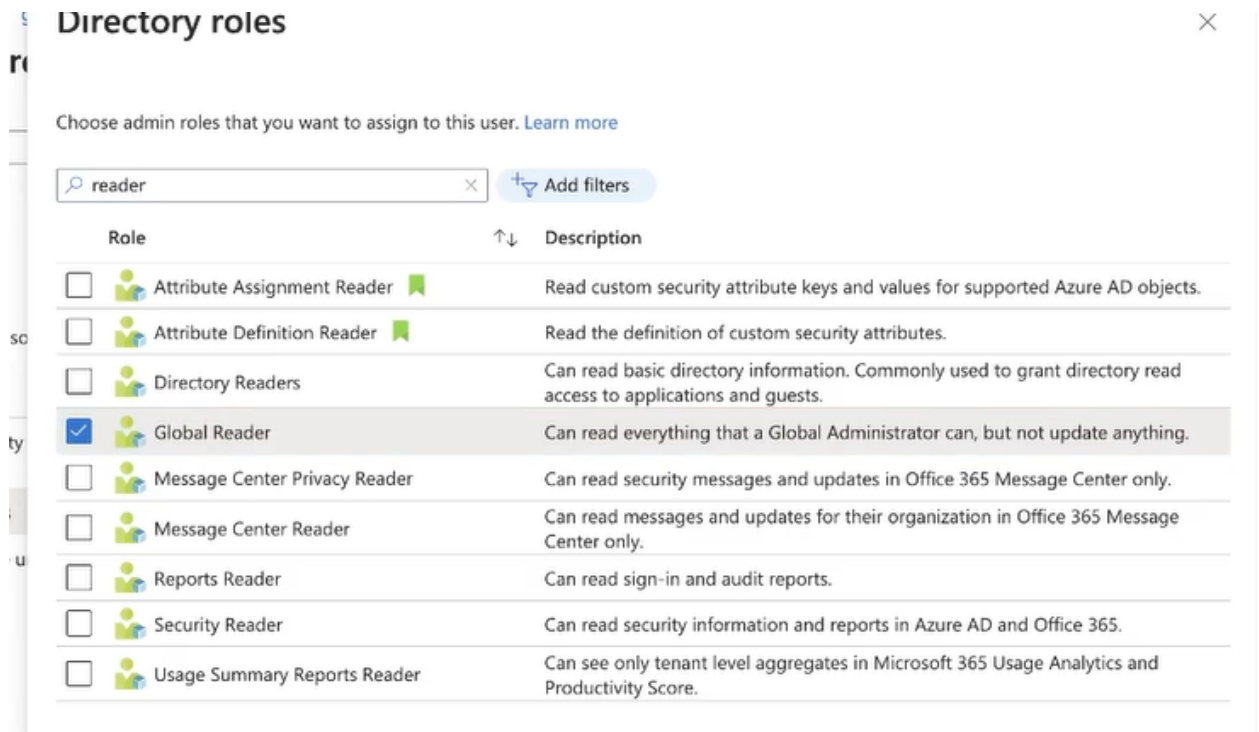 Directory roles
Choose admin roles that you want to assign to this user. Learn more
reader
Add filters
Role
Description
Attribute Assignment Reader
Read custom security attribute keys and values for supported Azure AD objects.
Attribute Definition Reader
Read the definition of custom security attributes.
Directory Readers
Can read basic directory information. Commonly used to grant directory read
access to applications and guests.
Global Reader
Can read everything that a Global Administrator can, but not update anything.
Message Center Privacy Reader
Can read security messages and updates in Office 365 Message Center only.
Message Center Reader
Can read messages and updates for their organization in Office 365 Message
Center only.
Reports Reader
Can read sign-in and audit reports.
Security Reader
Can read security information and reports in Azure AD and Office 365.
Usage Summary Reports Reader
Can see only tenant level aggregates in Microsoft 365 Usage Analytics and
Productivity Score.